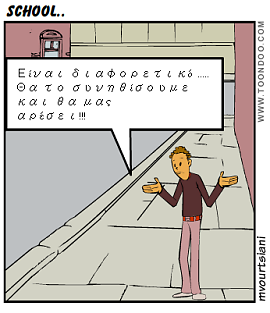 SCHOOL..
Είναι διαφορετικό .....
Θα το συνηθίσουμε
και θα μας
αρέσει !!!
WWW.TOONDOO.COM
mvourtsiani